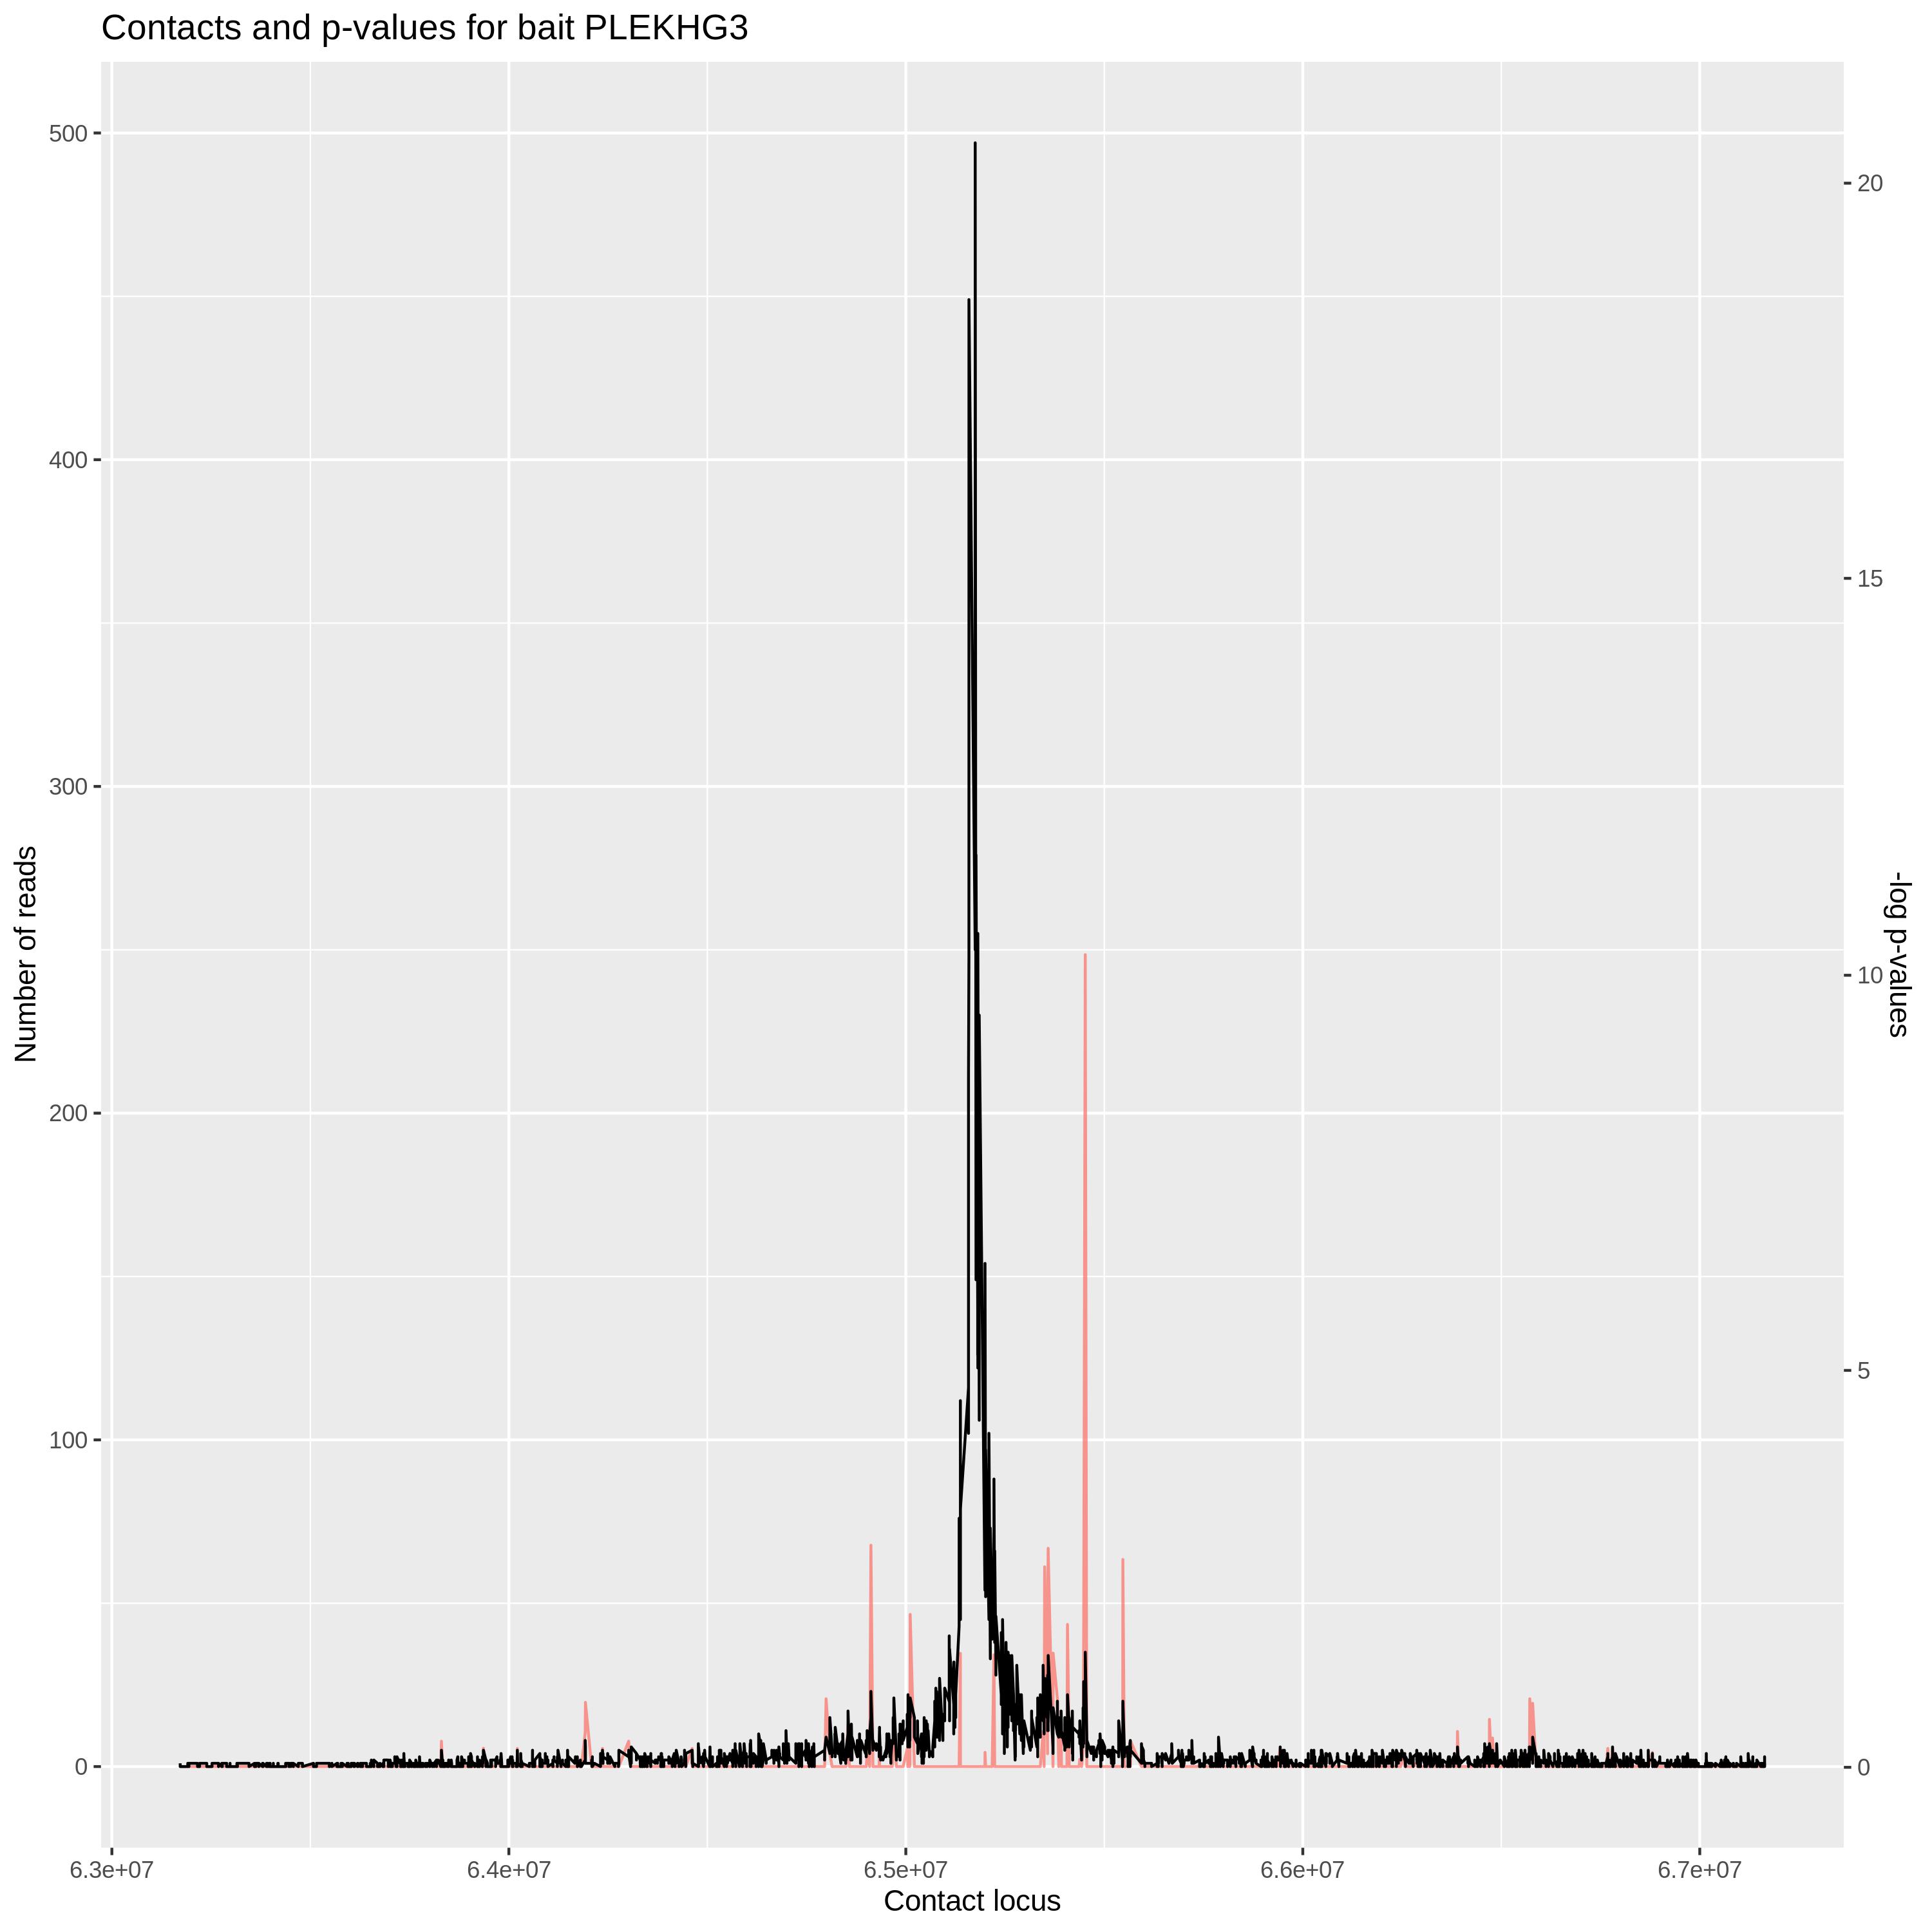 Contacts and p-values for bait PLEKHG3
500
400
300
200
100
0
Number of reads
20
15
10
5
0
-log p-values
6.3e+07 6.4e+07 6.5e+07 6.6e+07 6.7e+07
Contact locus